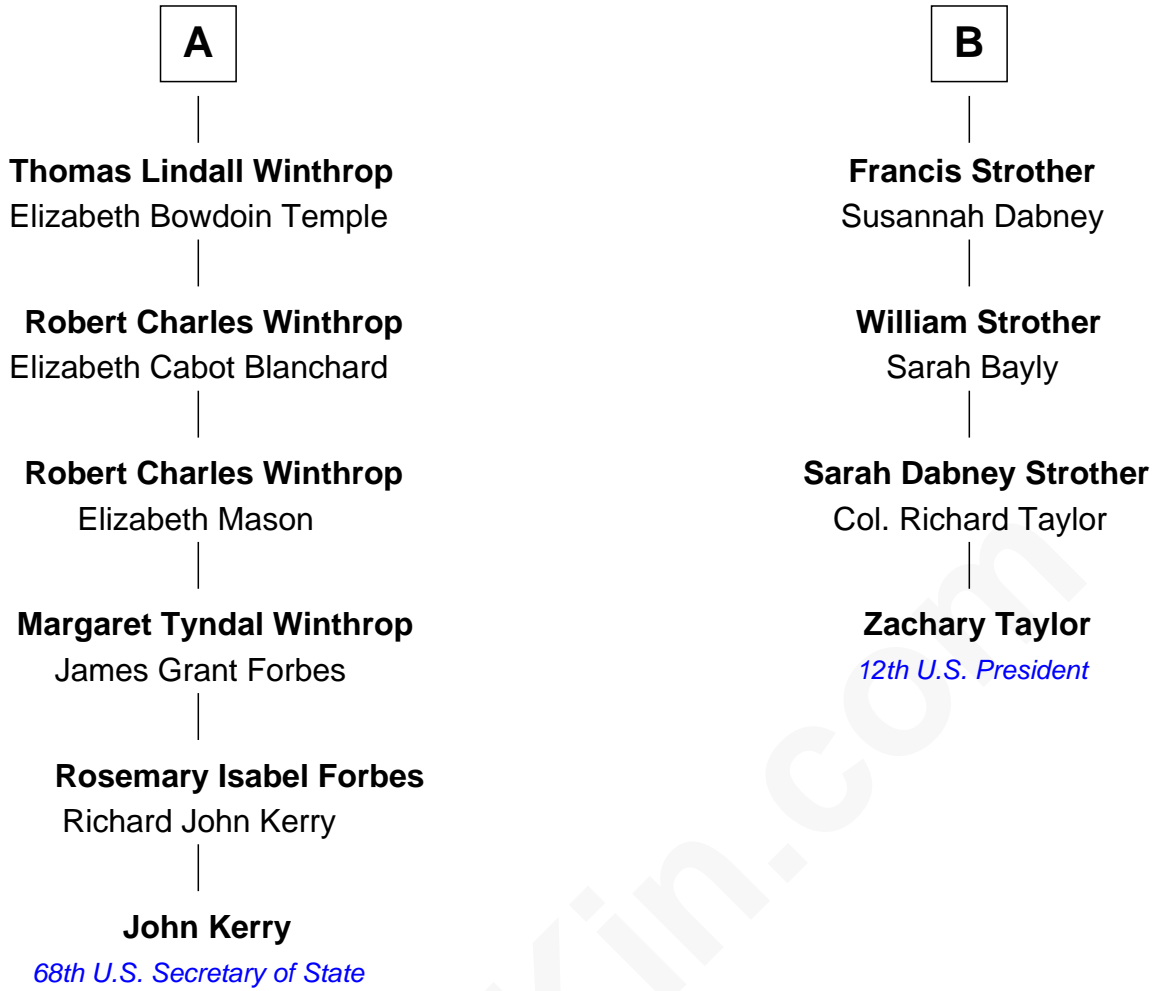 A
Thomas Lindall Winthrop
Elizabeth Bowdoin Temple
Robert Charles Winthrop
Elizabeth Cabot Blanchard
Robert Charles Winthrop
Elizabeth Mason
Margaret Tyndal Winthrop
James Grant Forbes
Rosemary Isabel Forbes
Richard John Kerry
John Kerry
68th U.S. Secretary of State
B
Francis Strother
Susannah Dabney
William Strother
Sarah Bayly
Sarah Dabney Strother
Col. Richard Taylor
Zachary Taylor
12th U.S. President